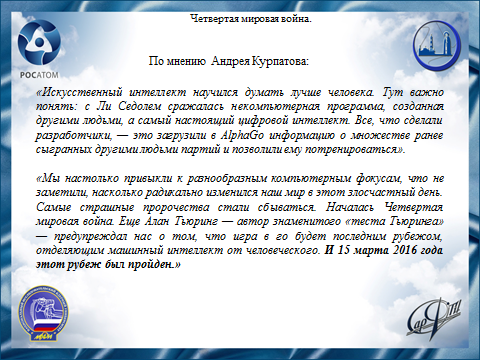 Четвертая мировая война.
По мнению Андрея Курпатова:
РОСАТОМ
«Искусственный интеллект научился думать лучше человека. Тут важно
понять: с Ли Седолем сражалась некомпьютерная программа, созданная
другими людьми, а самый настоящий цифровой интеллект. Все, что сделали
разработчики, — это загрузили в AlphaGo информацию о множестве ранее
сыгранных другими людьми партий и позволили ему потренироваться».
«Мы настолько привыкли к разнообразным компьютерным фокусам, что не
заметили, насколько радикально изменился наш мир в этот злосчастный день.
Самые страшные пророчества стали сбываться. Началась Четвертая
мировая война. Еще Алан Тьюринг — автор знаменитого «теста Тьюринга»
— предупреждал нас о том, что игра в го будет последним рубежом,
отделяющим машинный интеллект от человеческого. И 15 марта 2016 года
этот рубеж был пройден.»